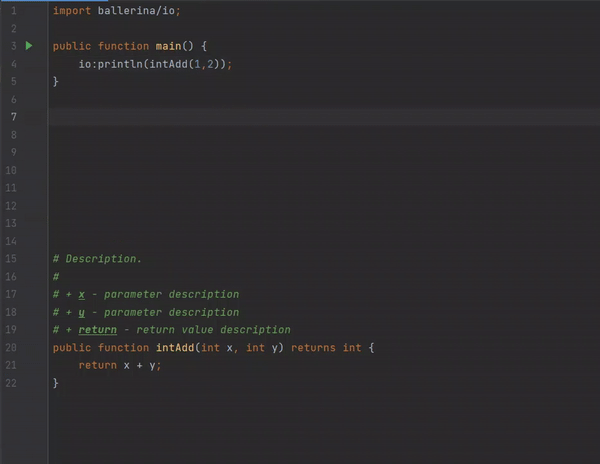 1 import ballerina/io;
2
3 public function main() {
4     io:println(intAdd(1,2));
5 }
6
7
8
9
10
11
12
13
14
15 # Description.
16 #
17 # + x - parameter description
18 # + y - parameter description
19 # + return - return value description
20 public function intAdd(int x, int y) returns int {
21     return x + y;
22 }